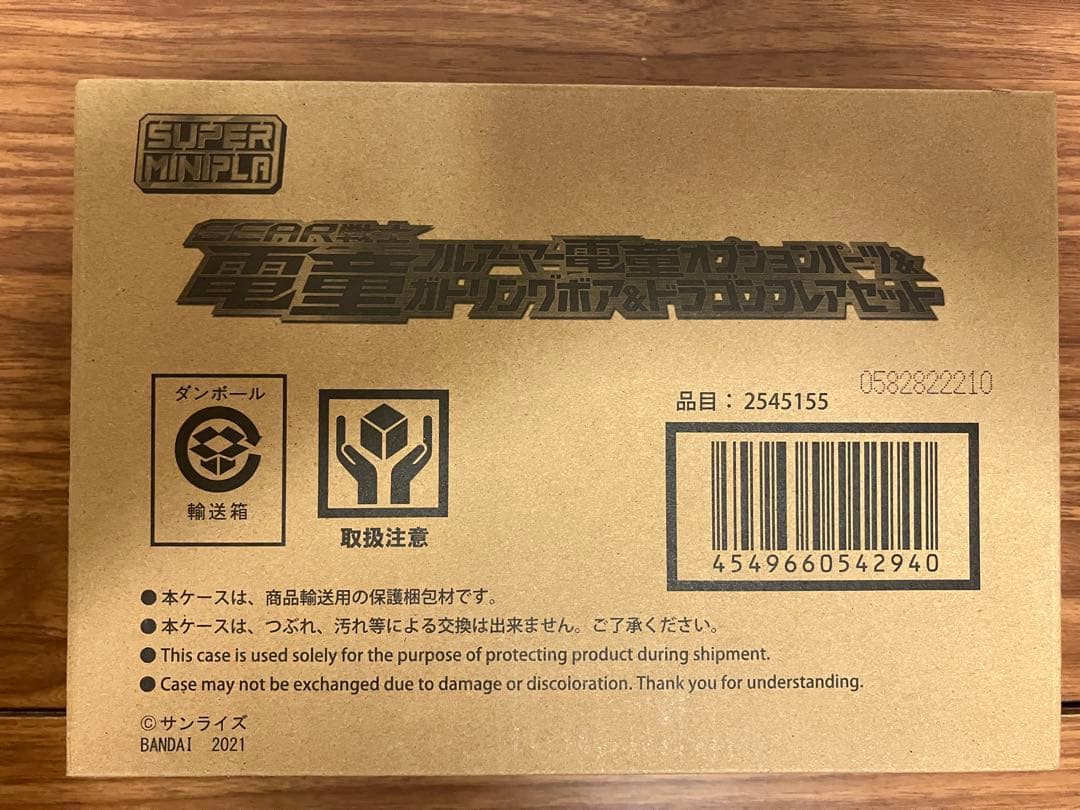 SUPER
MINIPLA
GEAR戦士
電童
フルアーマー電童オプションパーツ&
ガトリングボア&ドラゴンフレアセット
ダンボール
輸送箱
取扱注意
品目： 2545155
0582822210
4549660542940
●本ケースは、商品輸送用の保護梱包材です。
●本ケースは、つぶれ、汚れ等による交換は出来ません。ご了承ください。
●This case is used solely for the purpose of protecting product during shipment.
●Case may not be exchanged due to damage or discoloration. Thank you for understanding.
©サンライズ
BANDAI 2021